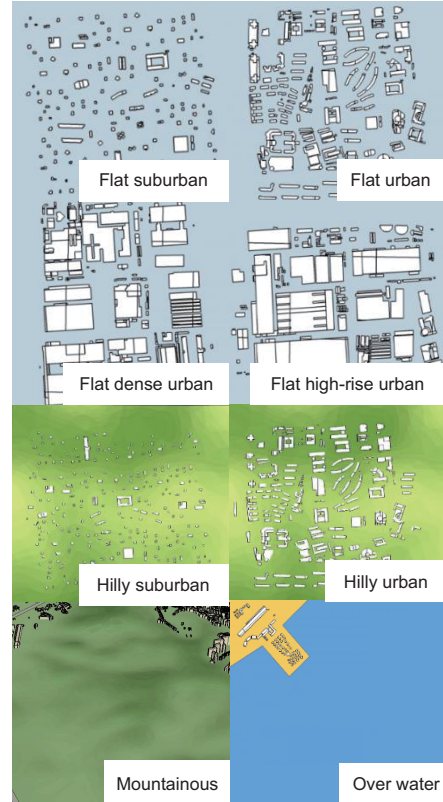 Flat suburban
Flat urban
Flat dense urban
Flat high-rise urban
Hilly suburban
Hilly urban
Mountainous
Over water